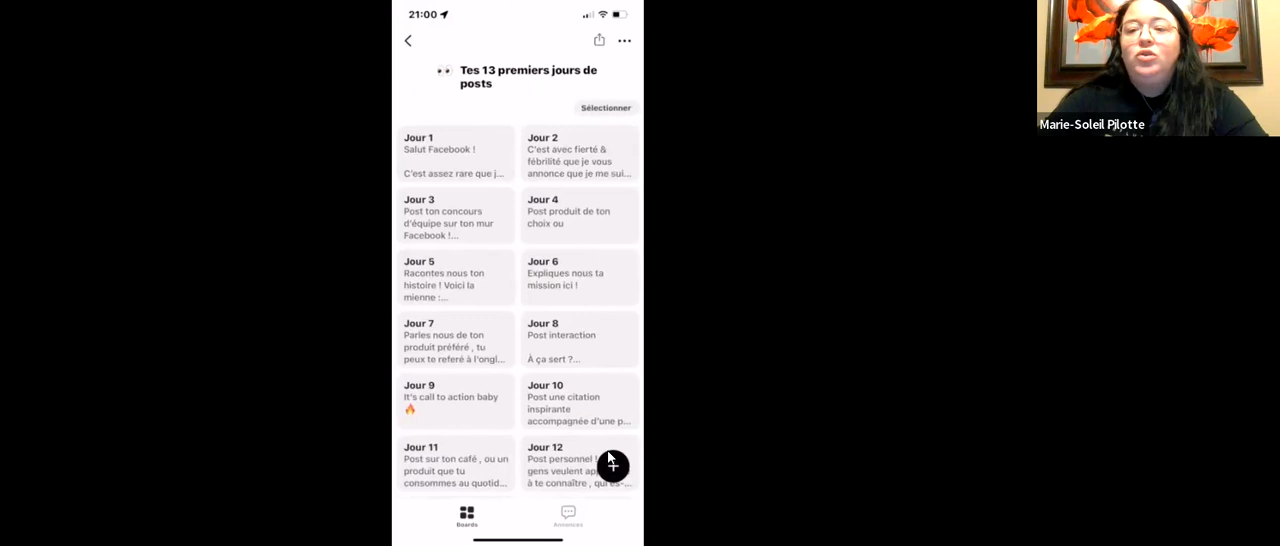 21:00
Marie-Soleil Pilotte
👀 Tes 13 premiers jours de
posts
Sélectionner
Jour 1
Salut Facebook !
C'est assez rare que j...
Jour 2
C'est avec fierté &
fébrilité que je vous
annonce que je me sui...
Jour 3
Post ton concours
d'équipe sur ton mur
Facebook !...
Jour 4
Post produit de ton
choix ou
Jour 5
Racontes nous ton
histoire ! Voici la
mienne :...
Jour 6
Expliques nous ta
mission ici !
Jour 7
Parles nous de ton
produit préféré , tu
peux te referé à l'ongl...
Jour 8
Post interaction
À ça sert ?...
Jour 9
It's call to action baby
🔥
Jour 10
Post une citation
inspirante
accompagnée d'une p...
Jour 11
Post sur ton café , ou un
produit que tu
consommes au quotid...
Jour 12
Post personnel !
gens veulent
à te connaître ,
Boards
Annonces